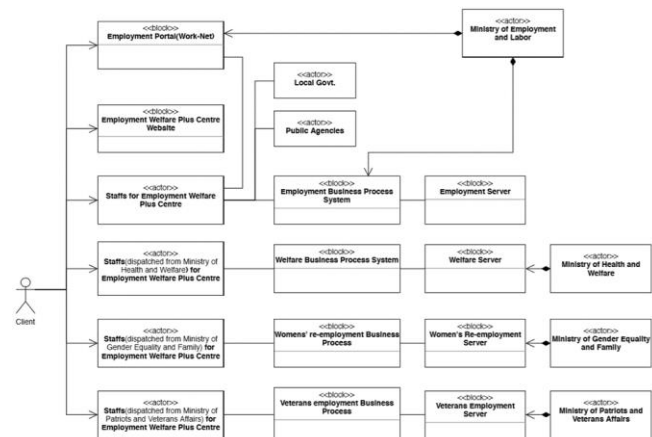 <<block>>
Employment Portal(Work-Net)
<<actor>>
Ministry of Employment
and Labor
<<actor>>
Local Govt.
<<block>>
Employment Welfare Plus Centre
Website
<<actor>>
Public Agencies
<<actor>>
Staffs for Employment Welfare
Plus Centre
<<block>>
Employment Business Process
System
<<block>>
Employment Server
<<actor>>
Staffs(dispatched from Ministry of
Health and Welfare) for
Employment Welfare Plus Centre
<<block>>
Welfare Business Process System
<<block>>
Welfare Server
<<actor>>
Ministry of Health and
Welfare
Client
<<actor>>
Staffs(dispatched from Ministry of
Gender Equality and Family) for
Employment Welfare Plus Centre
<<block>>
Womens' re-employment Business
Process
<<block>>
Women's Re-employment
Server
<<actor>>
Ministry of Gender Equality
and Family
<<actor>>
Staffs(dispatched from Ministry of
Patriots and Veterans Affairs) for
Employment Welfare Plus Centre
<<block>>
Veterans employment Business
Process
<<block>>
Veterans Employment
Server
<<actor>>
Ministry of Patriots and
Veterans Affairs